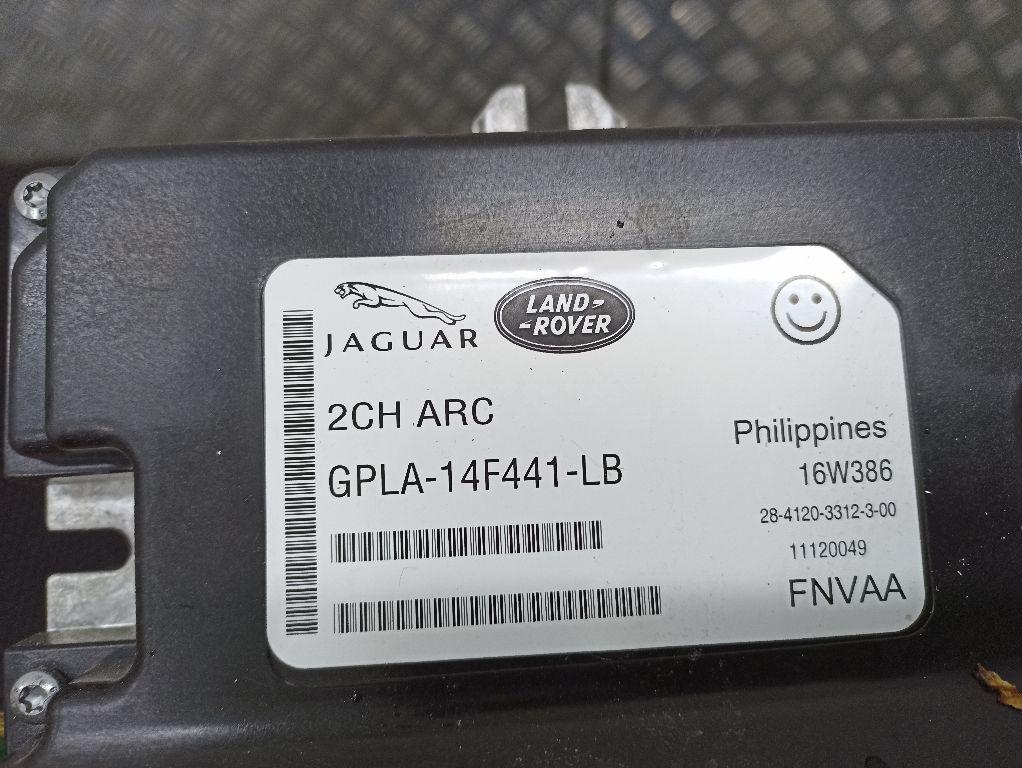 JAGUAR
LAND-
-ROVER
2CH ARC
GPLA-14F441-LB
Philippines
16W386
28-4120-3312-3-00
11120049
FNVAA